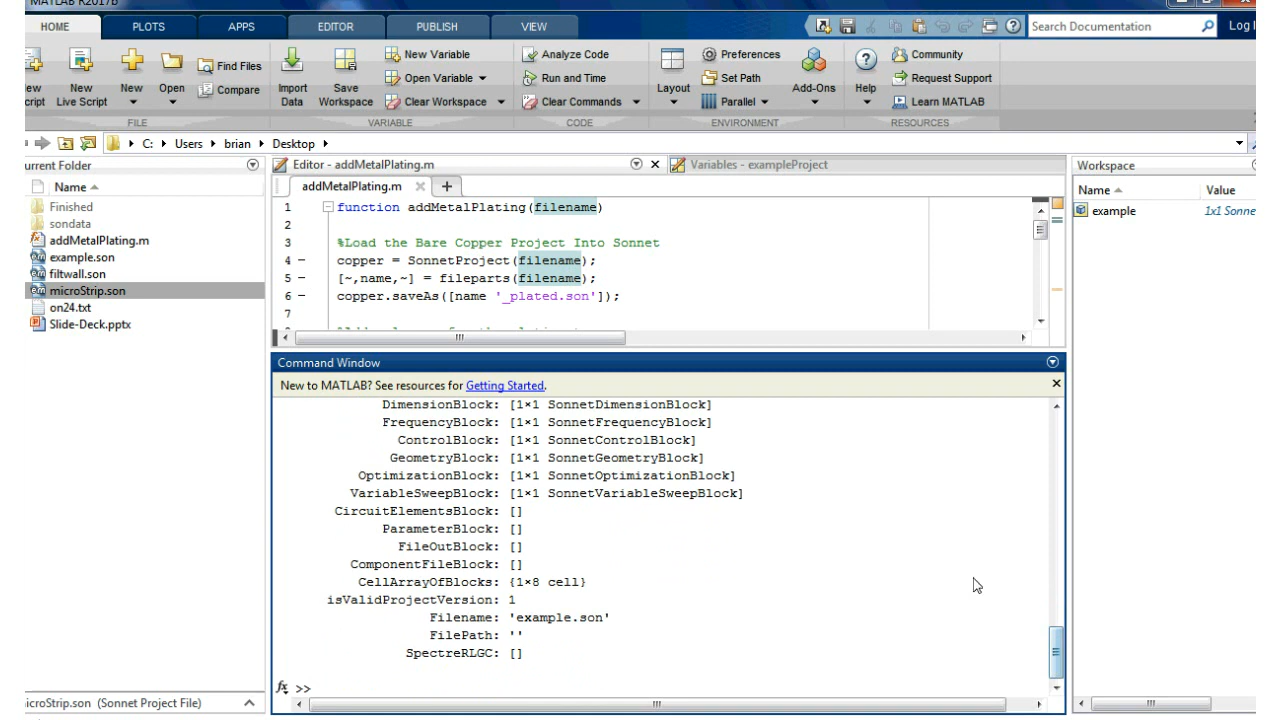 MATLAB R2017b
HOME PLOTS APPS EDITOR PUBLISH VIEW Search Documentation Log
New Variable Analyze Code Preferences Community
Find Files Open Variable Run and Time Set Path Request Support
ew New New Open Compare Import Save Clear Workspace Clear Commands Layout Parallel Add-Ons Help Learn MATLAB
cript Live Script Data Workspace
FILE VARIABLE CODE ENVIRONMENT RESOURCES
C: Users brian Desktop
urrent Folder
Name
Finished
sondata
addMetalPlating.m
example.son
filtwall.son
microStrip.son
on24.txt
Slide-Deck.pptx
icroStrip.son (Sonnet Project File)
Editor - addMetalPlating.m Variables - exampleProject
addMetalPlating.m +
1 function addMetalPlating(filename)
2
3 %Load the Bare Copper Project Into Sonnet
4 - copper = SonnetProject(filename);
5 - [~,name,~] = fileparts(filename);
6 - copper.saveAs([name '_plated.son']);
7
Command Window
New to MATLAB? See resources for Getting Started.
DimensionBlock: [1×1 SonnetDimensionBlock]
FrequencyBlock: [1×1 SonnetFrequencyBlock]
ControlBlock: [1×1 SonnetControlBlock]
GeometryBlock: [1×1 SonnetGeometryBlock]
OptimizationBlock: [1×1 SonnetOptimizationBlock]
VariableSweepBlock: [1×1 SonnetVariableSweepBlock]
CircuitElementsBlock: []
ParameterBlock: []
FileOutBlock: []
ComponentFileBlock: []
CellArrayOfBlocks: {1×8 cell}
isValidProjectVersion: 1
Filename: 'example.son'
FilePath: ''
SpectreRLGC: []
fx >>
Workspace
Name Value
example 1x1 Sonne